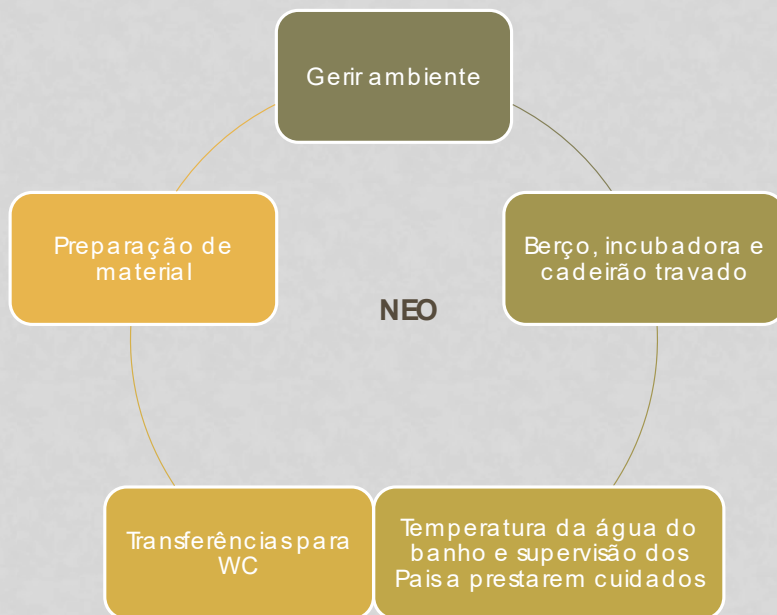 Gerir ambiente
Berço, incubadora e
cadeirão travado
Temperatura da água do
banho e supervisão dos
Pais a prestarem cuidados
Transferências para
WC
Preparação de
material
NEO